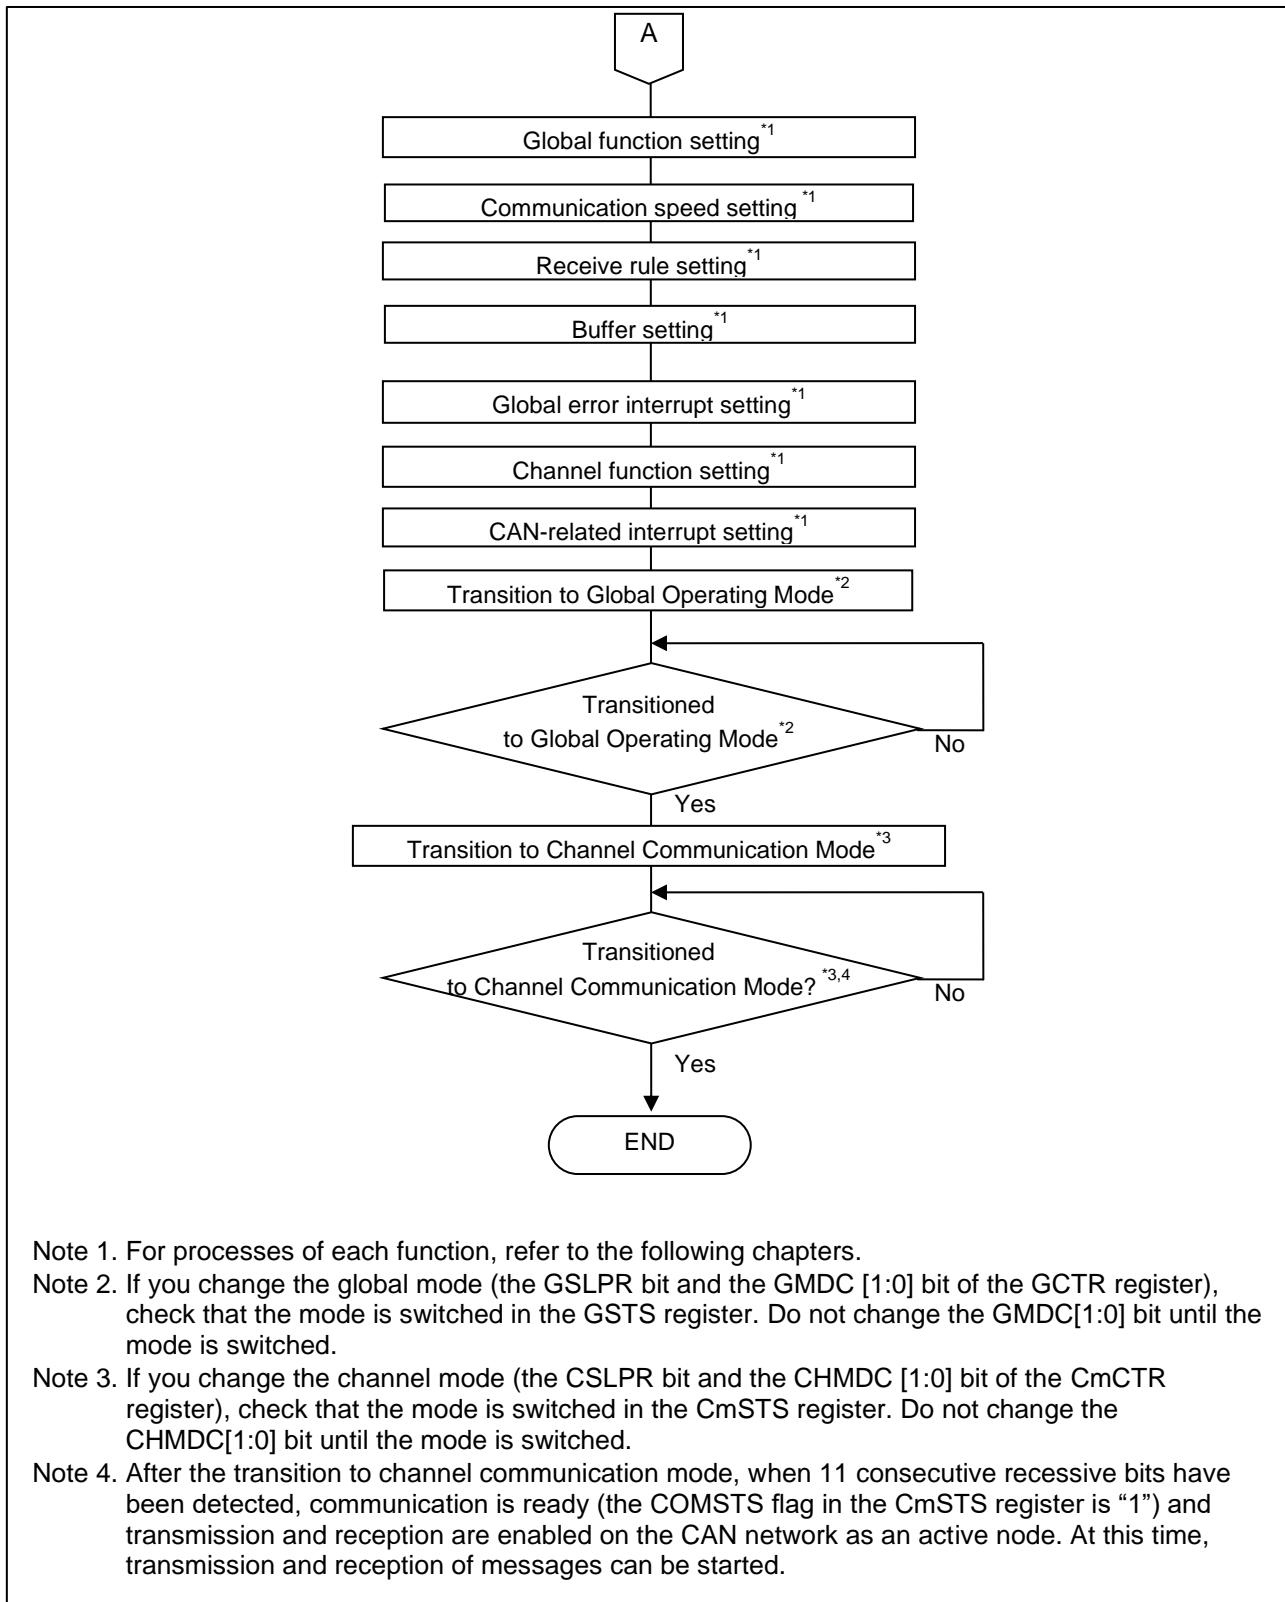 A
Global function setting*1
Communication speed setting *1
Receive rule setting*1
Buffer setting*1
Global error interrupt setting*1
Channel function setting*1
CAN-related interrupt setting*1
Transition to Global Operating Mode*2
Transitioned
to Global Operating Mode*2
No
Yes
Transition to Channel Communication Mode*3
Transitioned
to Channel Communication Mode? *3,4
No
Yes
END
Note 1. For processes of each function, refer to the following chapters.
Note 2. If you change the global mode (the GSLPR bit and the GMDC [1:0] bit of the GCTR register),
check that the mode is switched in the GSTS register. Do not change the GMDC[1:0] bit until the
mode is switched.
Note 3. If you change the channel mode (the CSLPR bit and the CHMDC [1:0] bit of the CmCTR
register), check that the mode is switched in the CmSTS register. Do not change the
CHMDC[1:0] bit until the mode is switched.
Note 4. After the transition to channel communication mode, when 11 consecutive recessive bits have
been detected, communication is ready (the COMSTS flag in the CmSTS register is “1”) and
transmission and reception are enabled on the CAN network as an active node. At this time,
transmission and reception of messages can be started.